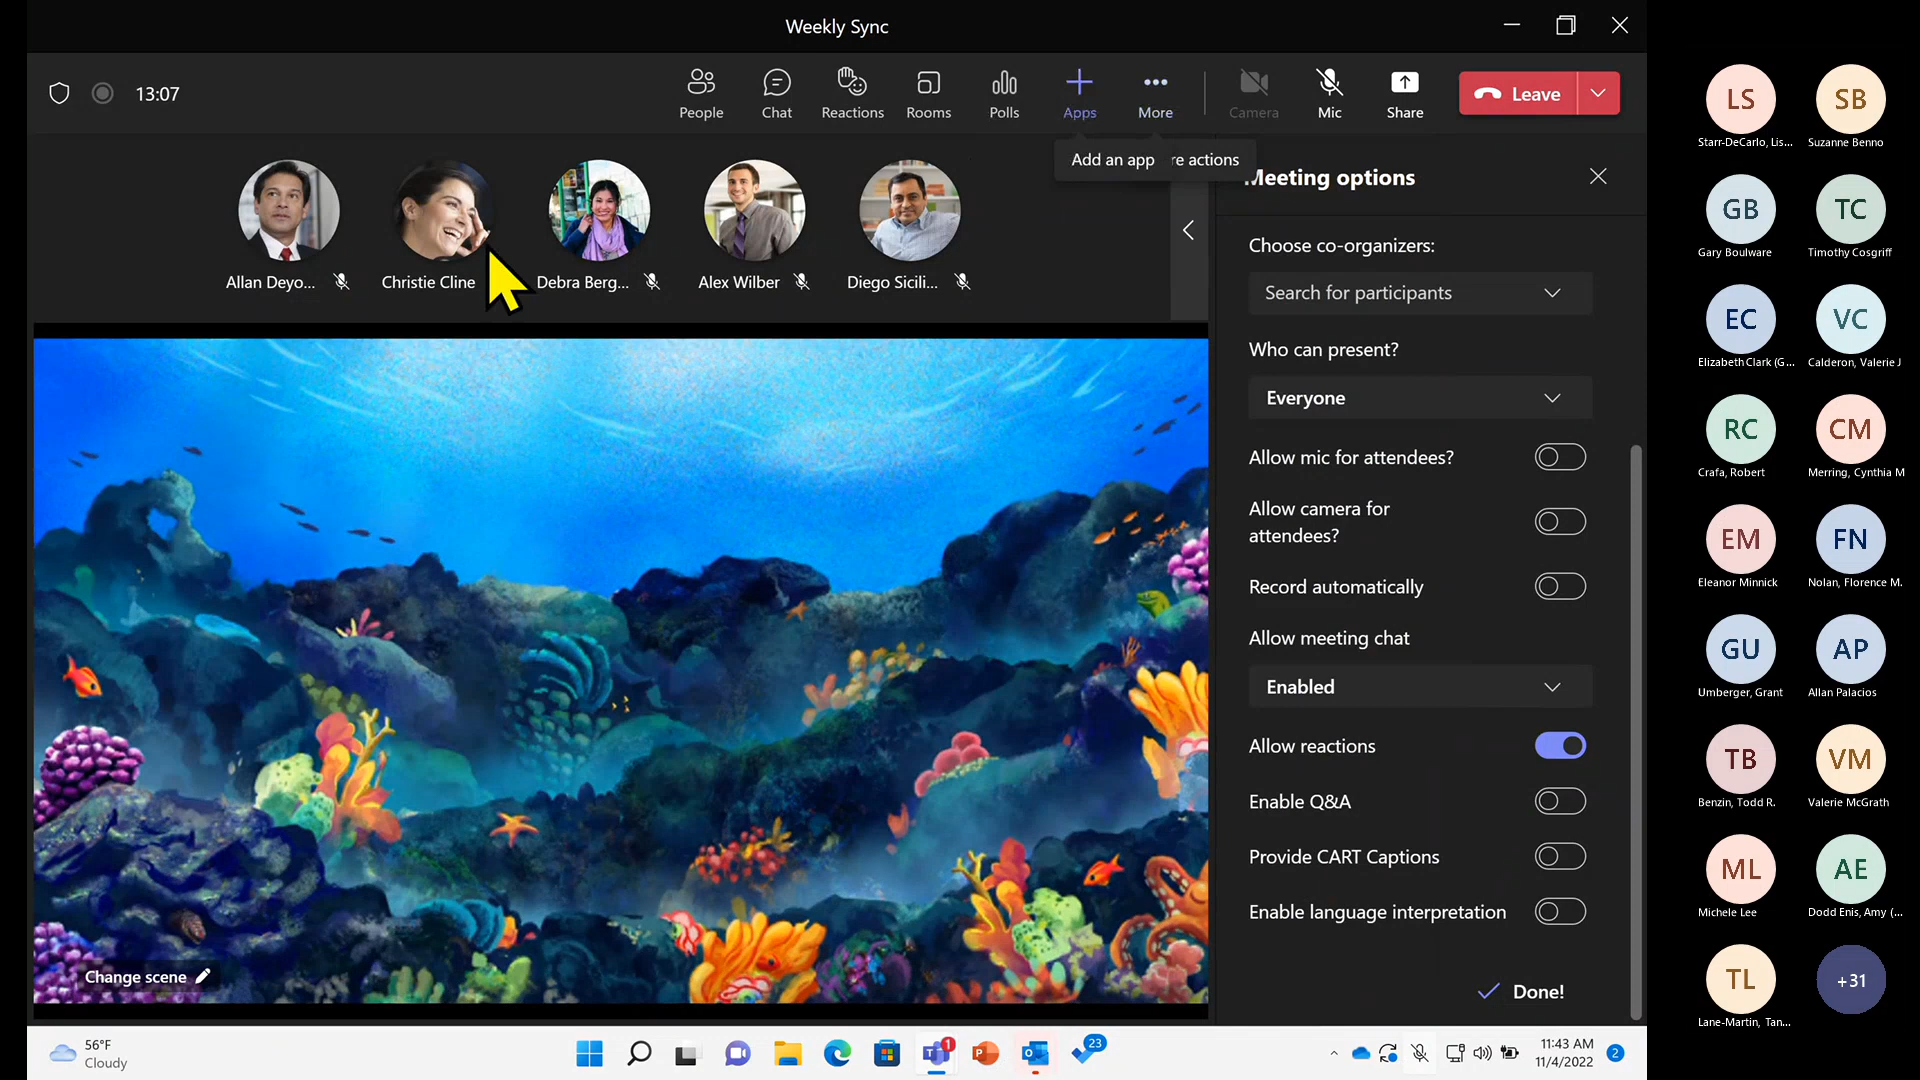 Weekly Sync
13:07
People
Chat
Reactions
Rooms
Polls
Apps
More
Camera
Mic
Share
Leave
Add an app
re actions
Allan Deyo...
Christie Cline
Debra Berg...
Alex Wilber
Diego Sicili...
Change scene
Meeting options
Choose co-organizers:
Search for participants
Who can present?
Everyone
Allow mic for attendees?
Allow camera for
attendees?
Record automatically
Allow meeting chat
Enabled
Allow reactions
Enable Q&A
Provide CART Captions
Enable language interpretation
Done!
LS
Starr-DeCarlo, Lis...
SB
Suzanne Benno
GB
Gary Boulware
TC
Timothy Cosgriff
EC
Elizabeth Clark (G...
VC
Calderon, Valerie J
RC
Crafa, Robert
CM
Merring, Cynthia M
EM
Eleanor Minnick
FN
Nolan, Florence M.
GU
Umberger, Grant
AP
Allan Palacios
TB
Benzin, Todd R.
VM
Valerie McGrath
ML
Michele Lee
AE
Dodd Enis, Amy (...
TL
Lane-Martin, Tan...
+31
56°F
Cloudy
1
23
11:43 AM
11/4/2022
2